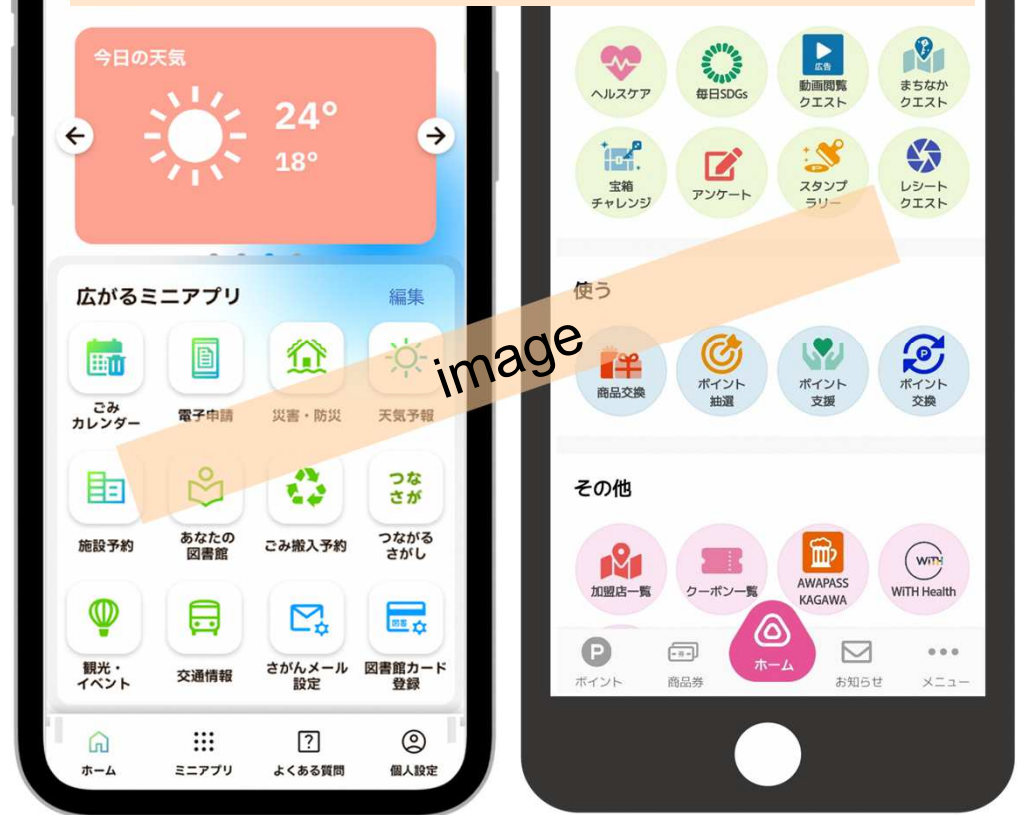 今日の天気
24°
18°
広がるミニアプリ
編集
ごみ
カレンダー
電子申請
災害・防災
天気予報
施設予約
あなたの
図書館
ごみ搬入予約
つな
さが
つながる
さがし
観光・
イベント
交通情報
さがんメール
設定
図書
図書館カード
登録
ホーム
ミニアプリ
?
よくある質問
個人設定
image
ヘルスケア
毎日SDGs
広告
動画閲覧
クエスト
まちなか
クエスト
宝箱
チャレンジ
アンケート
スタンプ
ラリー
レシート
クエスト
使う
商品交換
ポイント
抽選
ポイント
支援
P
ポイント
交換
その他
加盟店一覧
クーポン一覧
AWAPASS
KAGAWA
WiTH
WiTH Health
P
ポイント
商品券
ホーム
お知らせ
メニュー